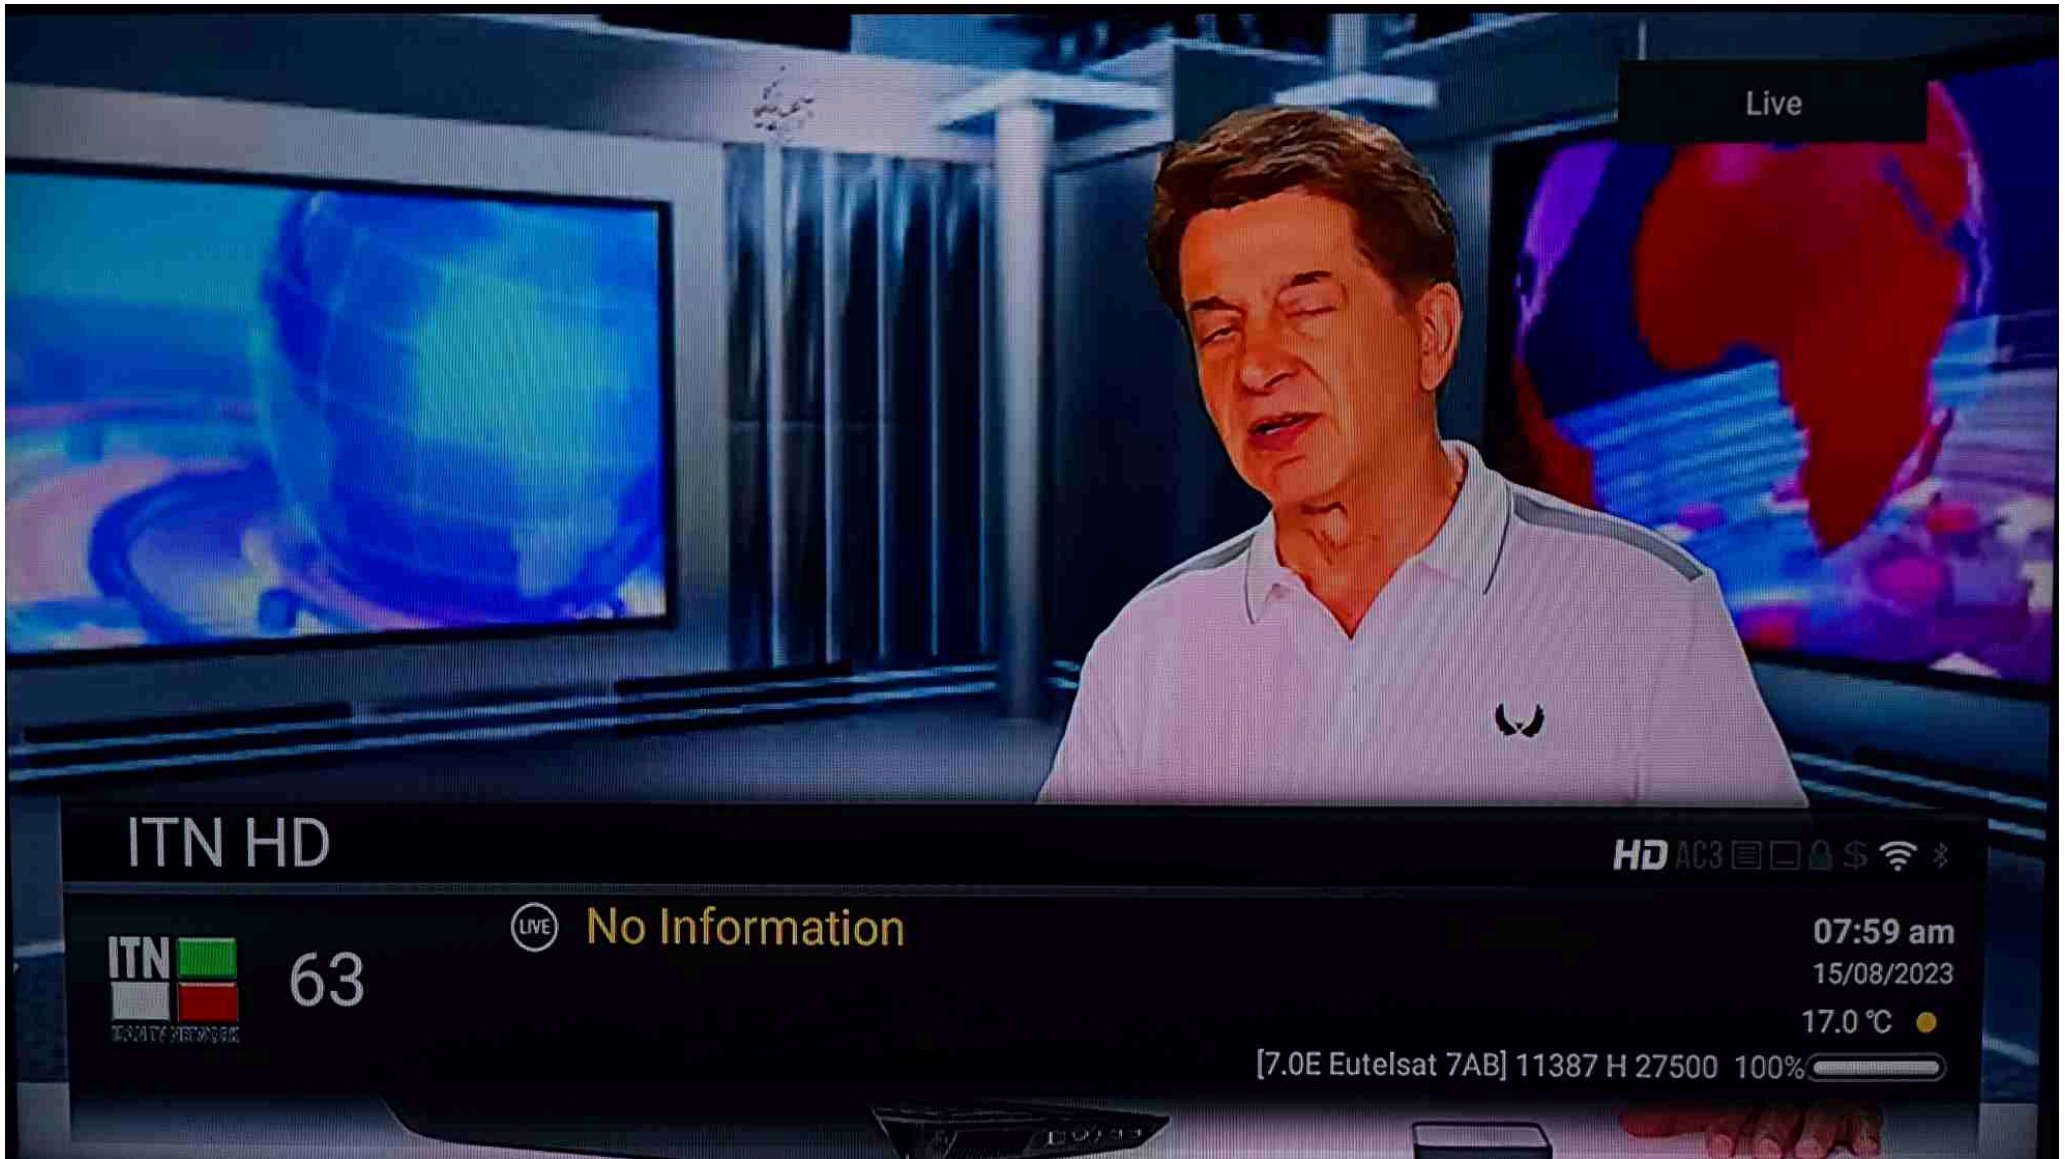 Live
ITN HD
HD AC3 $
ITN
63
LIVE No Information
07:59 am
15/08/2023
17.0 °C
[7.0E Eutelsat 7AB] 11387 H 27500 100%